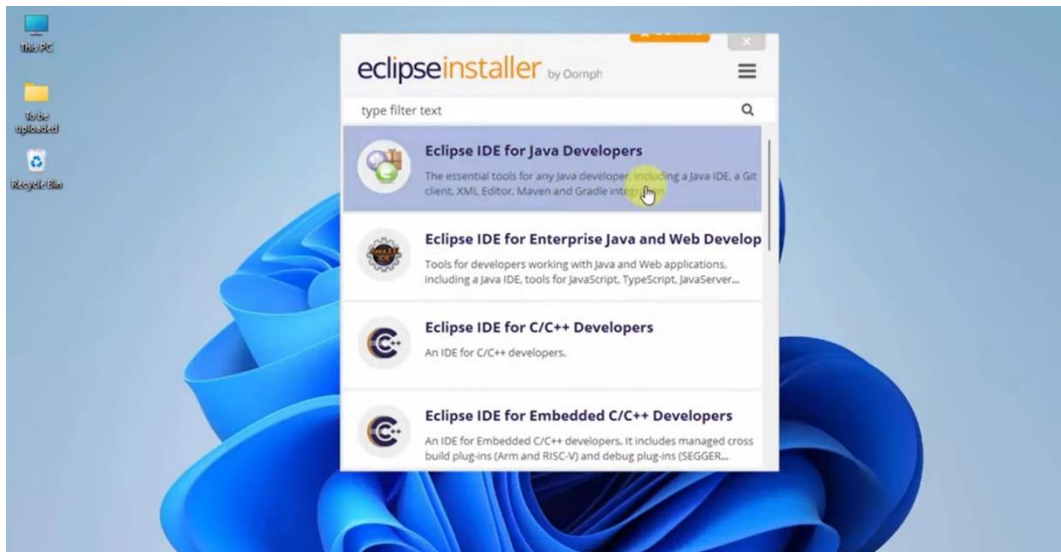 This PC
To be
uploaded
Recycle Bin
eclipseinstaller by Oomph
type filter text
Eclipse IDE for Java Developers
The essential tools for any Java developer, including a Java IDE, a Git
client, XML Editor, Maven and Gradle integration
Eclipse IDE for Enterprise Java and Web Develop
Tools for developers working with Java and Web applications,
including a Java IDE, tools for JavaScript, TypeScript, JavaServer...
Eclipse IDE for C/C++ Developers
An IDE for C/C++ developers.
Eclipse IDE for Embedded C/C++ Developers
An IDE for Embedded C/C++ developers. It includes managed cross
build plug-ins (Arm and RISC-V) and debug plug-ins (SEGGER...